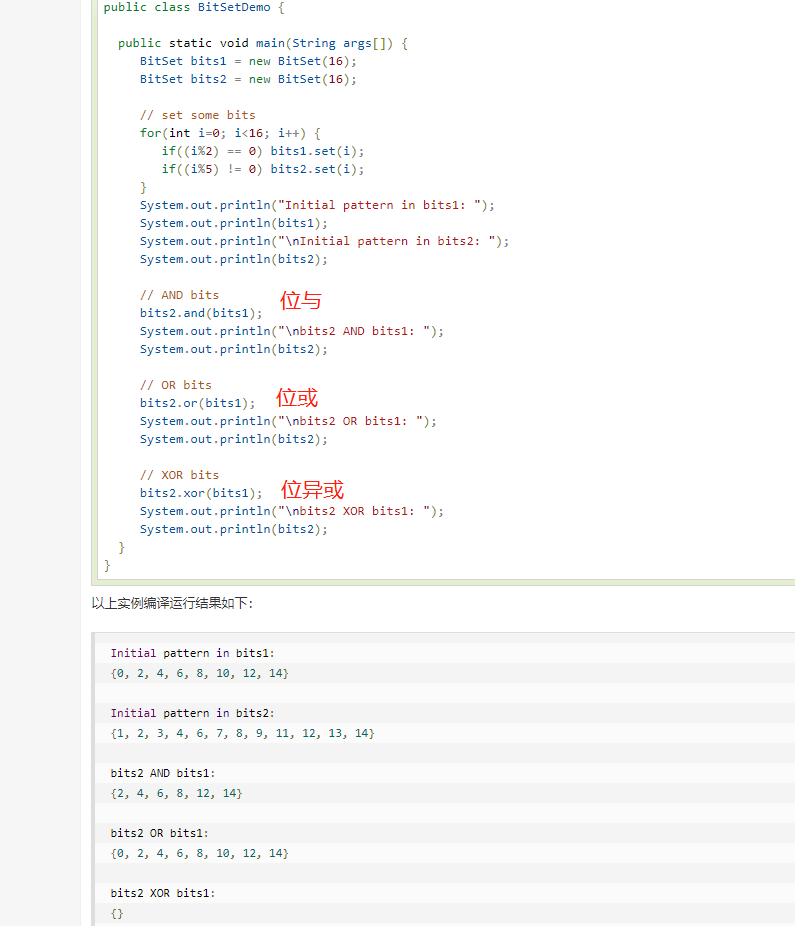 public class BitSetDemo {
public static void main(String args[]) {
BitSet bits1 = new BitSet(16);
BitSet bits2 = new BitSet(16);
// set some bits
for(int i=0; i<16; i++) {
if((i%2) == 0) bits1.set(i);
if((i%5) != 0) bits2.set(i);
}
System.out.println("Initial pattern in bits1: ");
System.out.println(bits1);
System.out.println("\nInitial pattern in bits2: ");
System.out.println(bits2);
// AND bits 位与
bits2.and(bits1);
System.out.println("\nbits2 AND bits1: ");
System.out.println(bits2);
// OR bits
bits2.or(bits1); 位或
System.out.println("\nbits2 OR bits1: ");
System.out.println(bits2);
// XOR bits
bits2.xor(bits1); 位异或
System.out.println("\nbits2 XOR bits1: ");
System.out.println(bits2);
}
}
以上实例编译运行结果如下:
Initial pattern in bits1:
{0, 2, 4, 6, 8, 10, 12, 14}
Initial pattern in bits2:
{1, 2, 3, 4, 6, 7, 8, 9, 11, 12, 13, 14}
bits2 AND bits1:
{2, 4, 6, 8, 12, 14}
bits2 OR bits1:
{0, 2, 4, 6, 8, 10, 12, 14}
bits2 XOR bits1:
{}